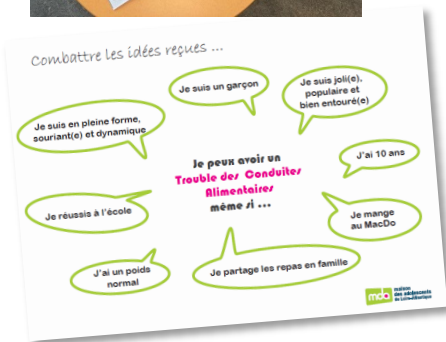 Combattre les idées reçues ...
Je suis un garçon
Je suis joli(e),
populaire et
bien entouré(e)
Je suis en pleine forme,
souriant(e) et dynamique
Je peux avoir un
Trouble des Conduites
Alimentaires
même si ...
J'ai 10 ans
Je réussis à l'école
Je mange
au MacDo
J'ai un poids
normal
Je partage les repas en famille
mda
maison
des adolescents
de Loire-Atlantique